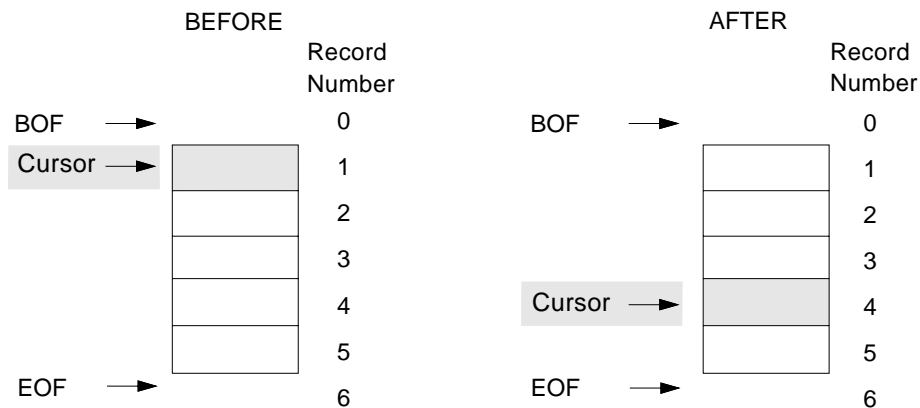 BEFORE
Record
Number
BOF
0
Cursor
1
2
3
4
5
EOF
6
AFTER
Record
Number
BOF
0
1
2
3
Cursor
4
5
EOF
6